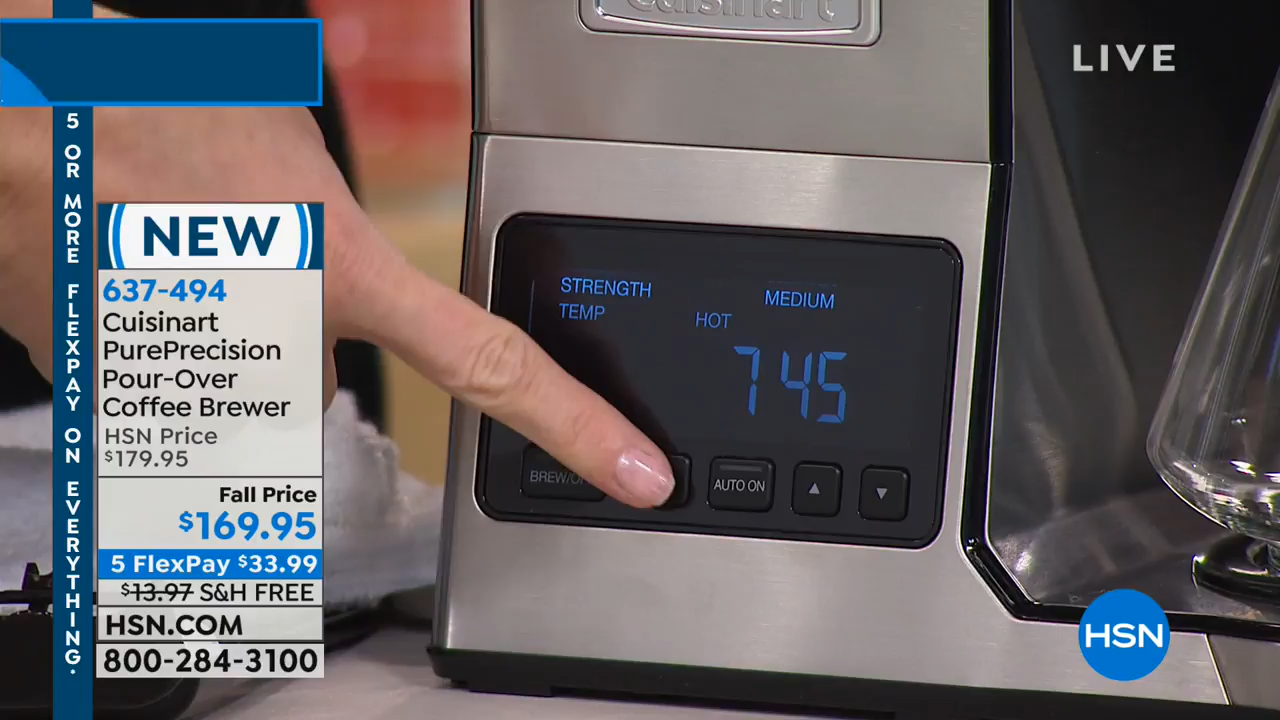 Cuisinart
LIVE
5 OR MORE FLEXPAY ON EVERYTHING.
NEW
637-494
Cuisinart
PurePrecision
Pour-Over
Coffee Brewer
HSN Price
$179.95
Fall Price
$169.95
5 FlexPay $33.99
$13.97 S&H FREE
HSN.COM
800-284-3100
STRENGTH MEDIUM
TEMP HOT
745
AUTO ON
▲
▼
HSN